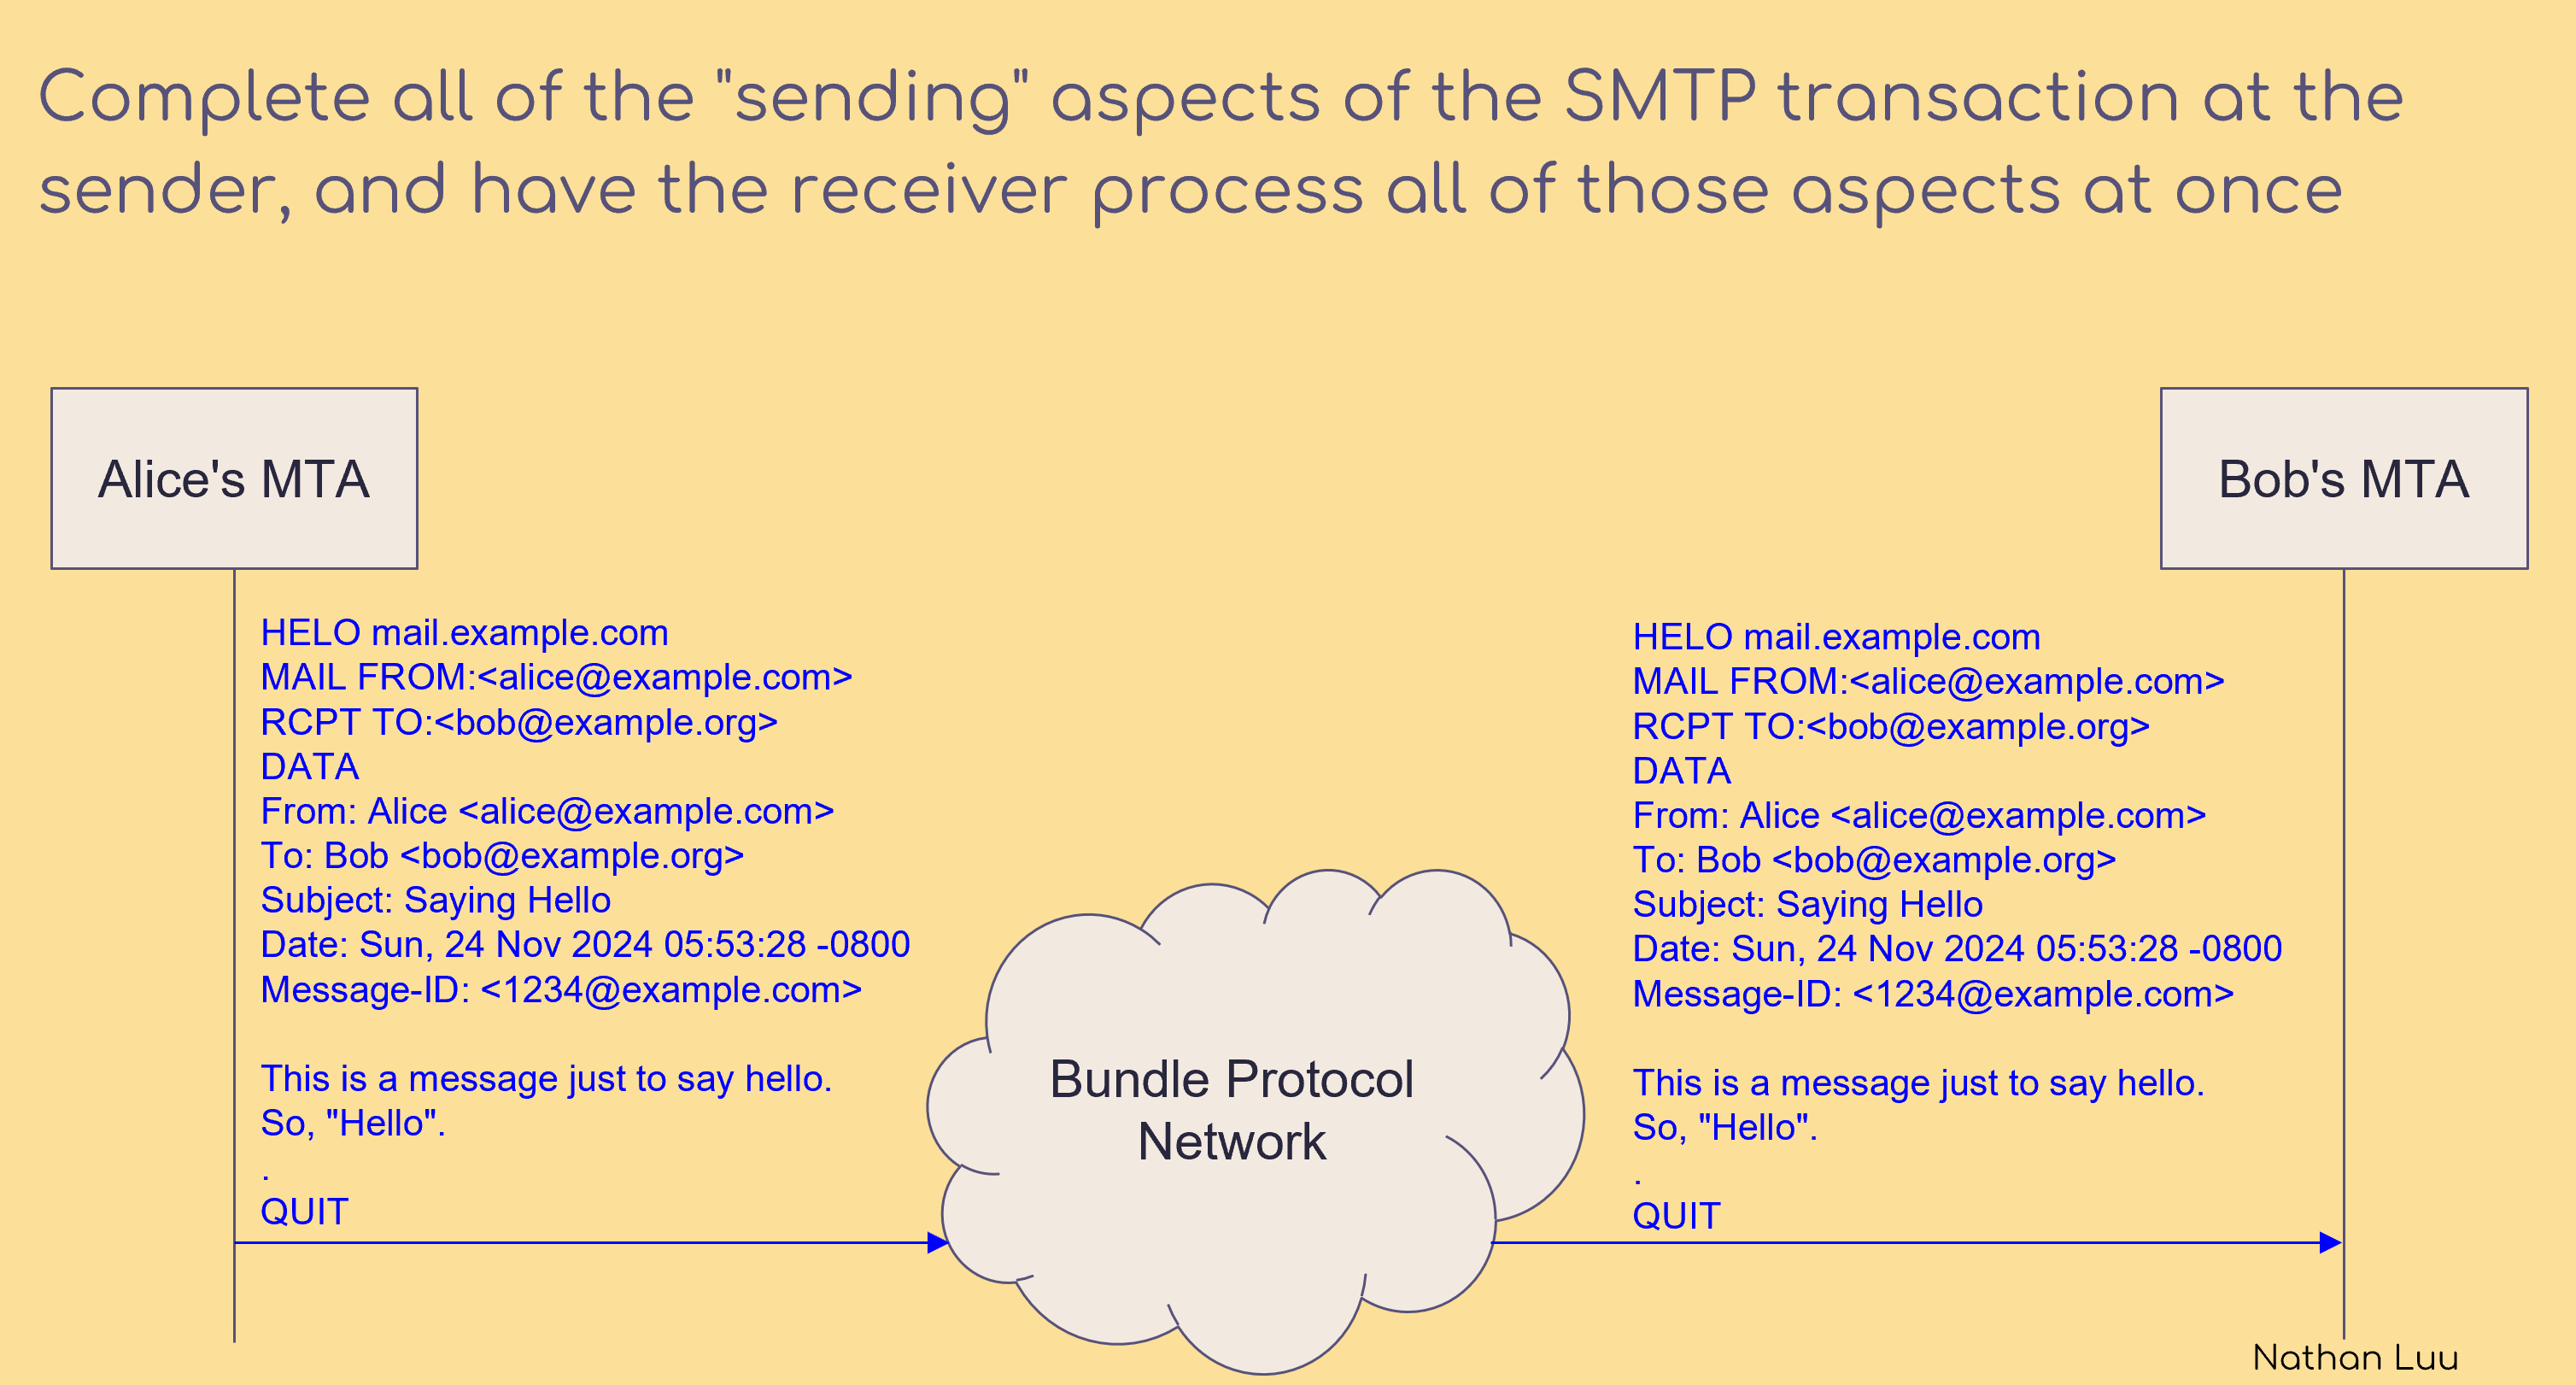 Complete all of the "sending" aspects of the SMTP transaction at the
sender, and have the receiver process all of those aspects at once
Alice's MTA
Bob's MTA
HELO mail.example.com
MAIL FROM:<alice@example.com>
RCPT TO:<bob@example.org>
DATA
From: Alice <alice@example.com>
To: Bob <bob@example.org>
Subject: Saying Hello
Date: Sun, 24 Nov 2024 05:53:28 -0800
Message-ID: <1234@example.com>
This is a message just to say hello.
So, "Hello".
.
QUIT
Bundle Protocol
Network
HELO mail.example.com
MAIL FROM:<alice@example.com>
RCPT TO:<bob@example.org>
DATA
From: Alice <alice@example.com>
To: Bob <bob@example.org>
Subject: Saying Hello
Date: Sun, 24 Nov 2024 05:53:28 -0800
Message-ID: <1234@example.com>
This is a message just to say hello.
So, "Hello".
.
QUIT
Nathan Luu